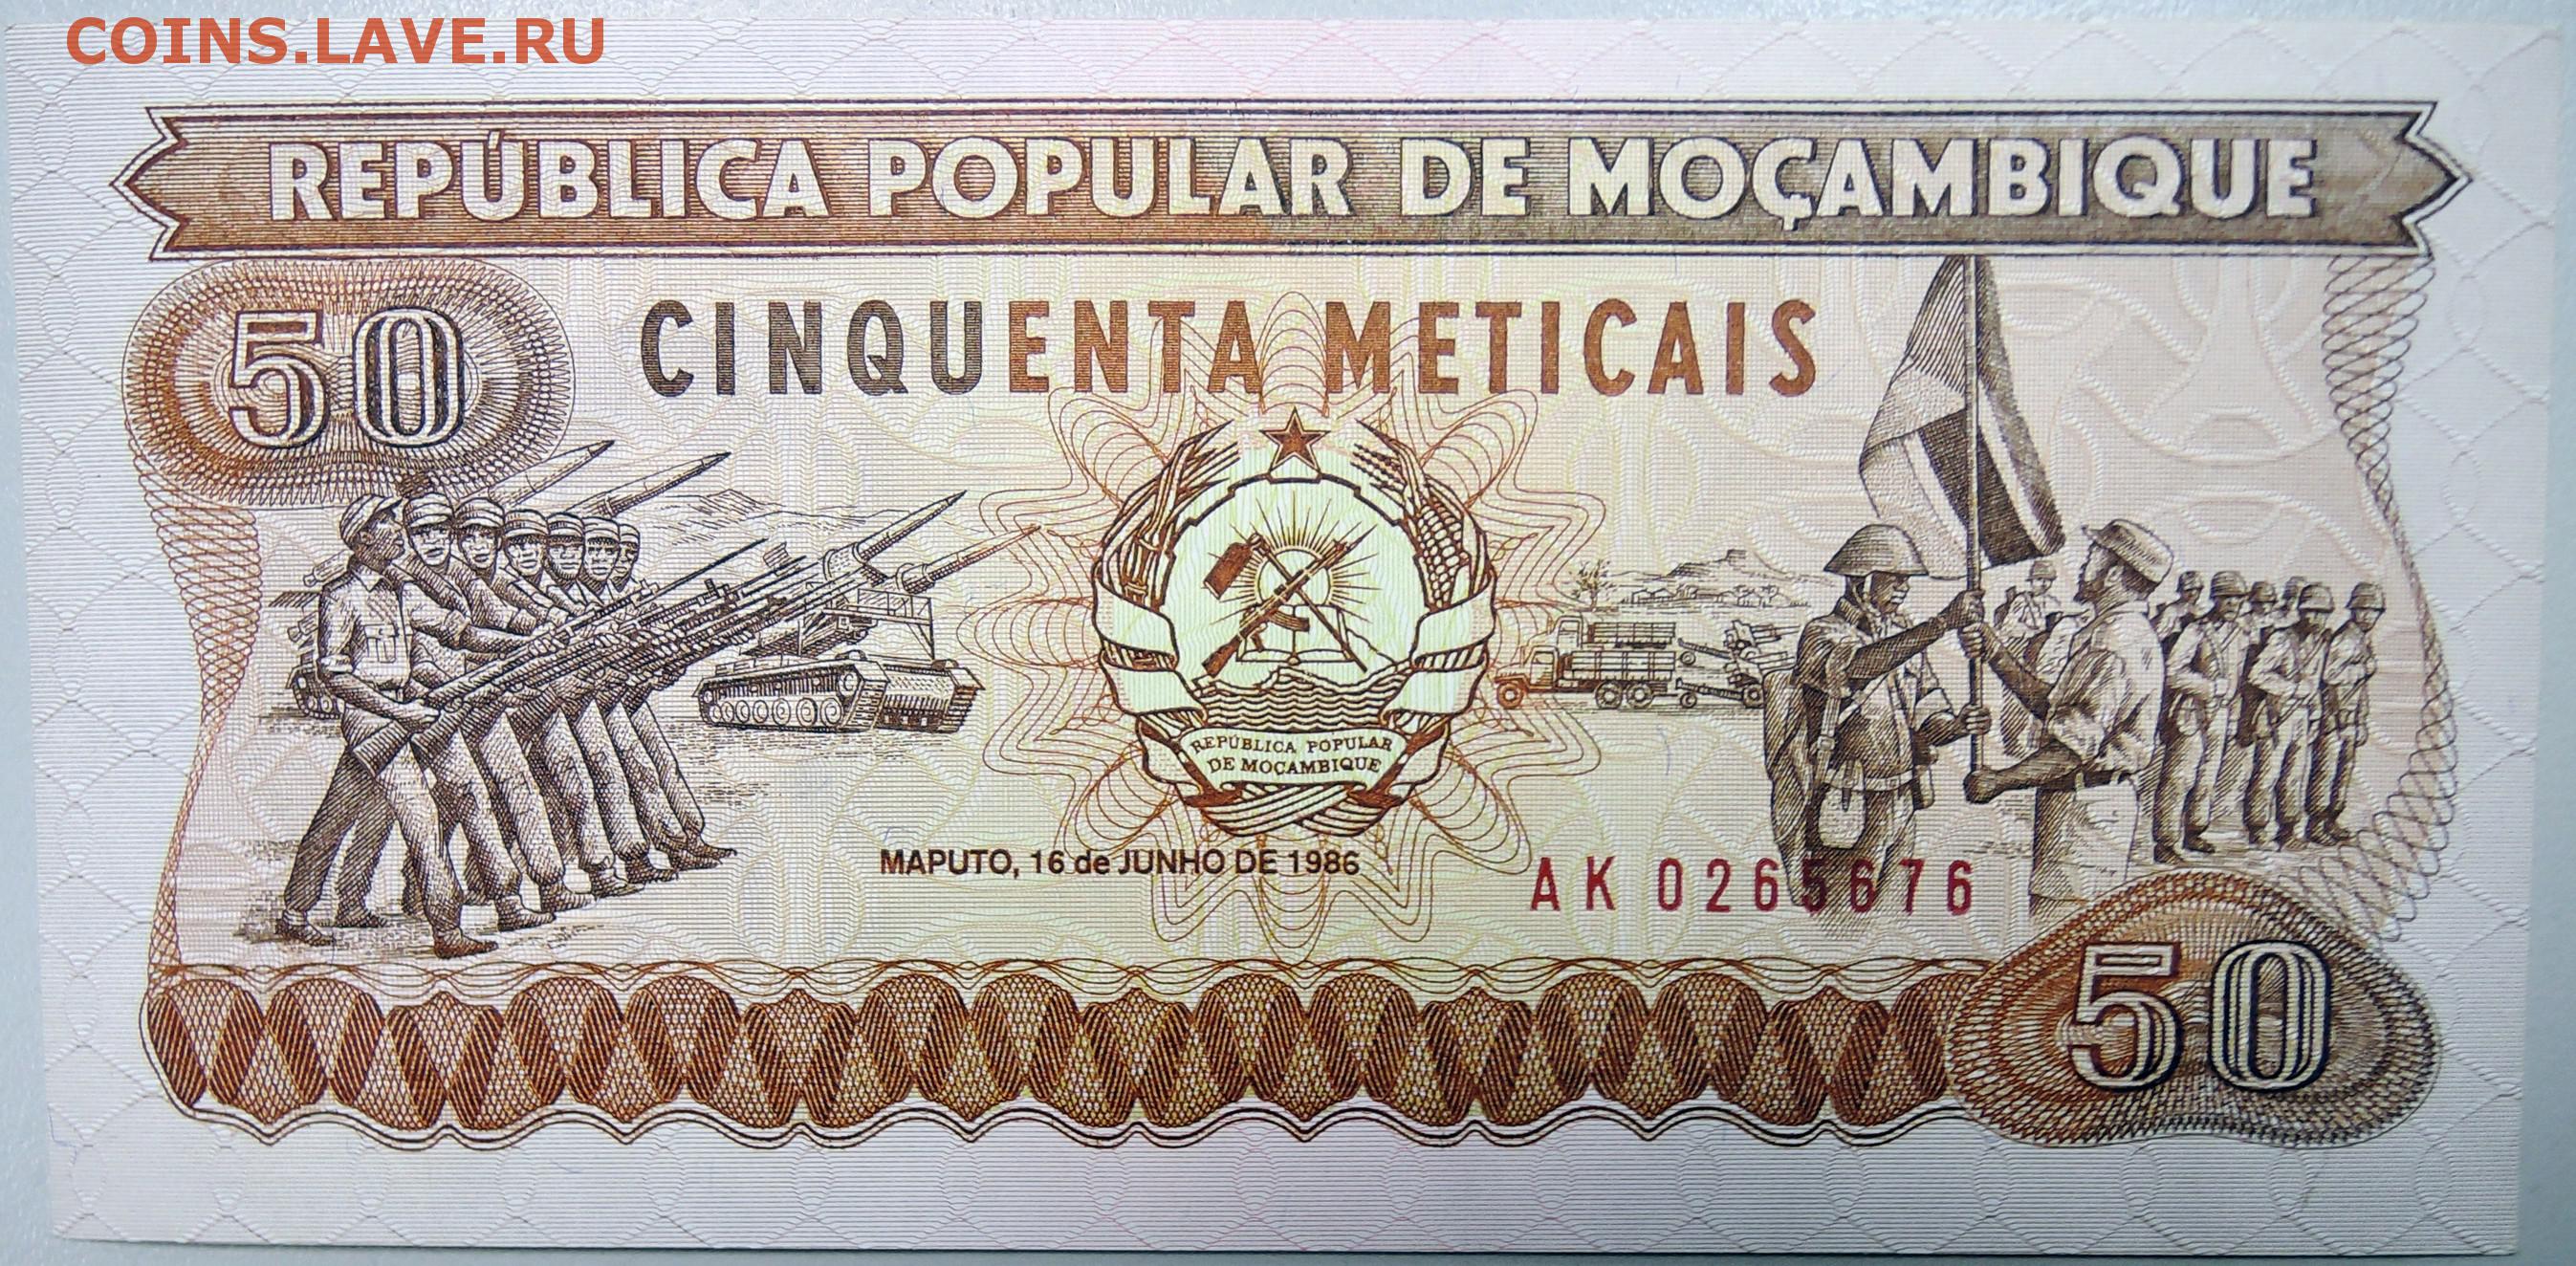 COINS.LAVE.RU
REPÚBLICA POPULAR DE MOÇAMBIQUE
50
CINQUENTA METICAIS
REPÚBLICA POPULAR
DE MOÇAMBIQUE
MAPUTO, 16 de JUNHO DE 1986
AK 0265676
50